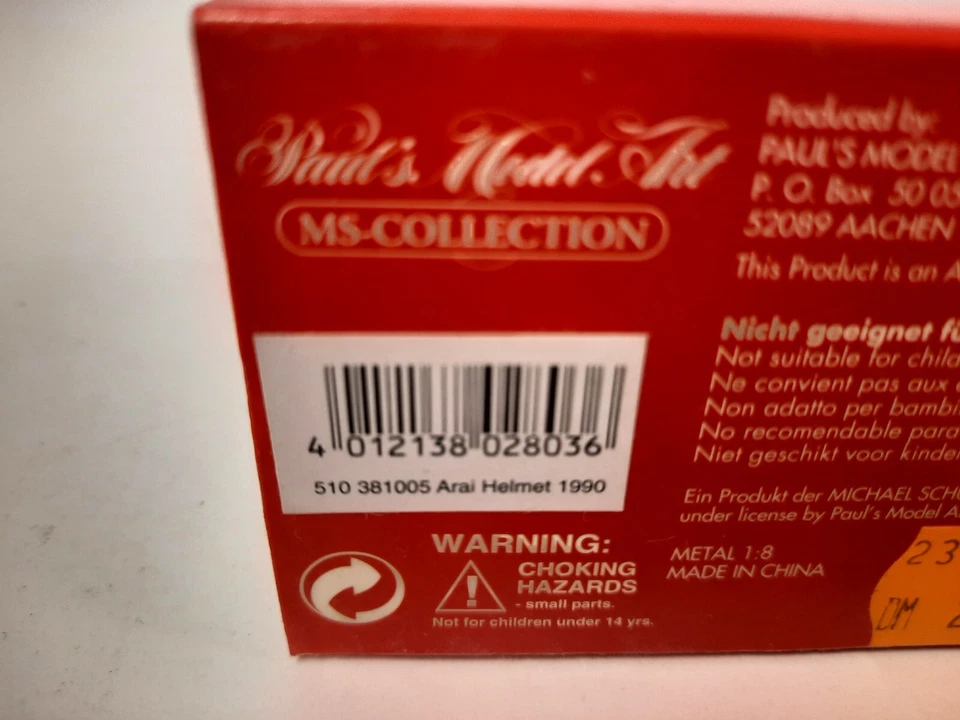 Paul's Model Art
MS-COLLECTION
4 012138 028036
510 381005 Arai Helmet 1990
WARNING:
CHOKING
HAZARDS
- small parts.
Not for children under 14 yrs.
Produced by:
PAUL'S MODEL
P. O. Box 50 05
52089 AACHEN
This Product is an
Nicht geeignet
Not suitable for
Ne convient pas aux
Non adatto per
No recomendable para
Niet geschikt voor
Ein Produkt der MICHAEL
under license by Paul's Model
METAL 1:8
MADE IN CHINA
23
DM